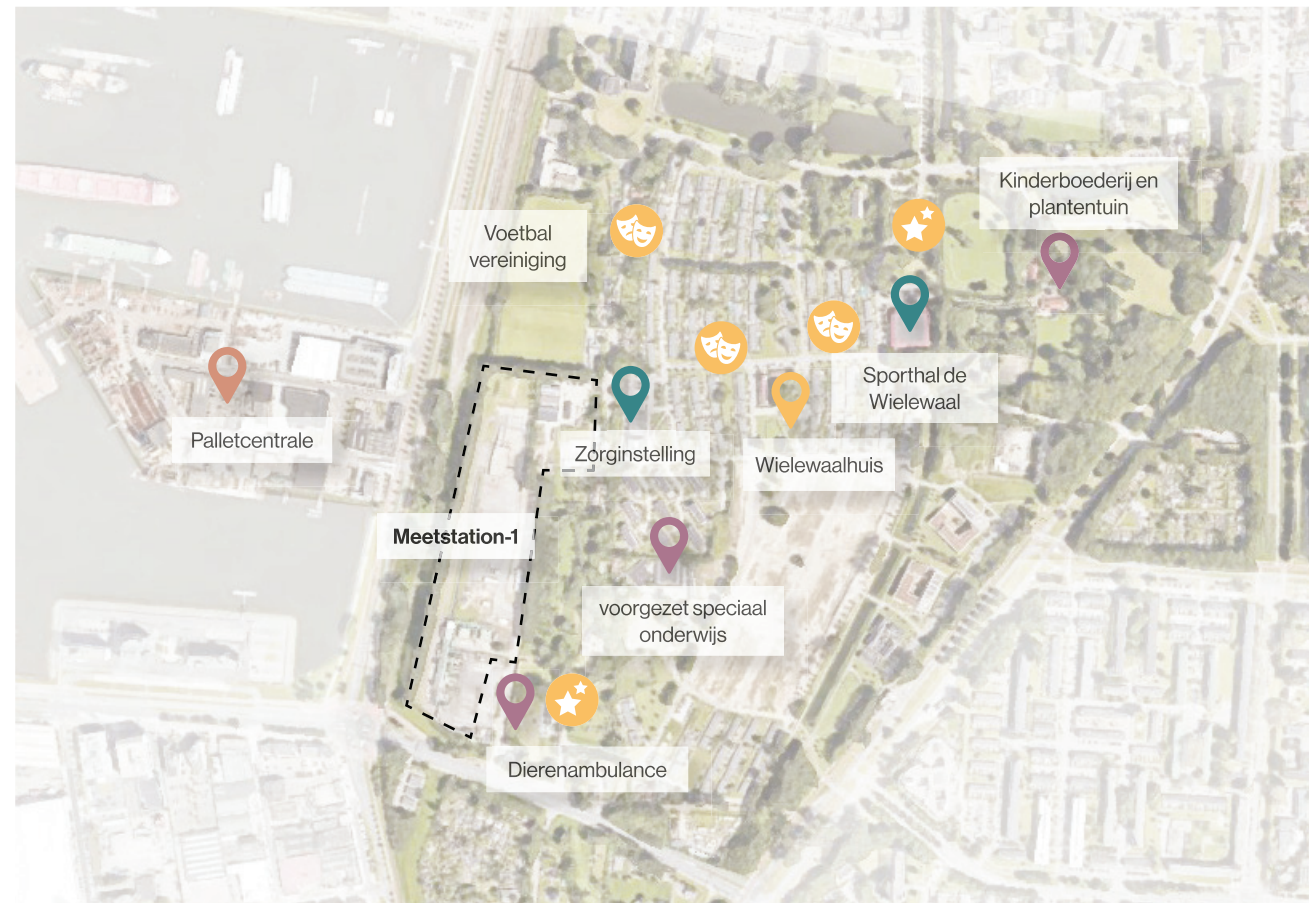 Kinderboederij en
plantentuin
Voetbal
vereiniging
Sporthal de
Wielewaal
Palletcentrale
Zorginstelling
Wielewaalhuis
Meetstation-1
voorgezet speciaal
onderwijs
Dierenambulance